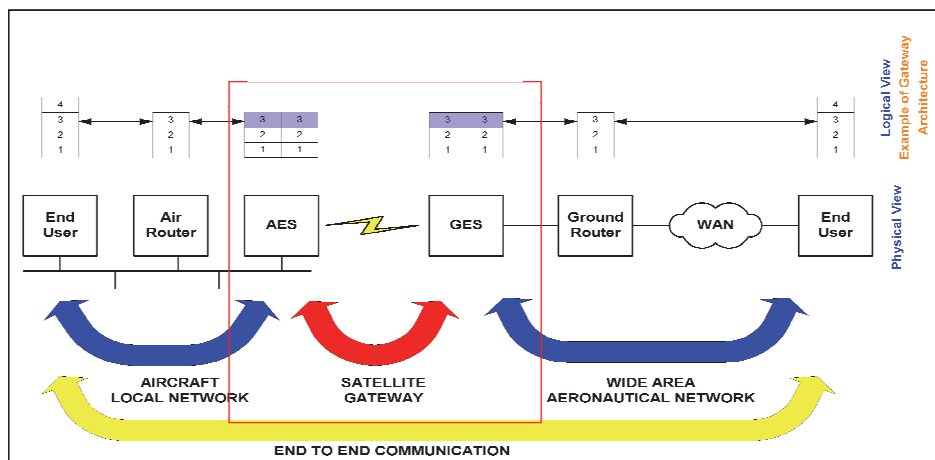 4
3 3 3 3 3 3 3
2 2 2 2 2 2 2
1 1 1 1 1 1 1
4
3
2
1
Logical View
Example of Gateway
Architecture
End
User
Air
Router
AES
GES
Ground
Router
WAN
End
User
Physical View
AIRCRAFT
LOCAL NETWORK
SATELLITE
GATEWAY
WIDE AREA
AERONAUTICAL NETWORK
END TO END COMMUNICATION